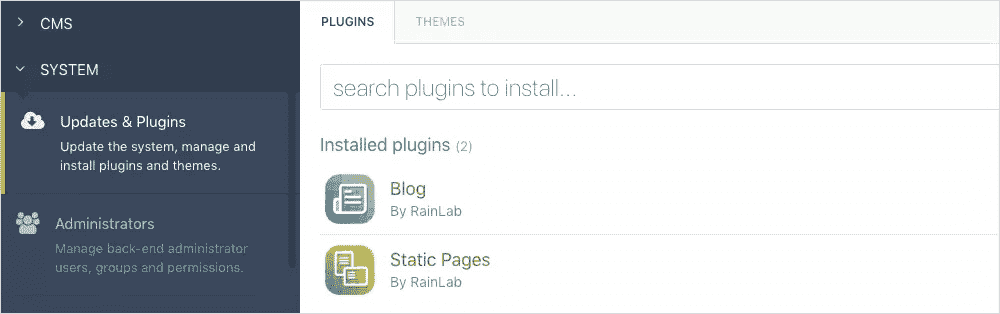 CMS
SYSTEM
Updates & Plugins
Update the system, manage and
install plugins and themes.
Administrators
Manage back-end administrator
users, groups and permissions.
PLUGINS THEMES
search plugins to install...
Installed plugins (2)
Blog
By RainLab
Static Pages
By RainLab